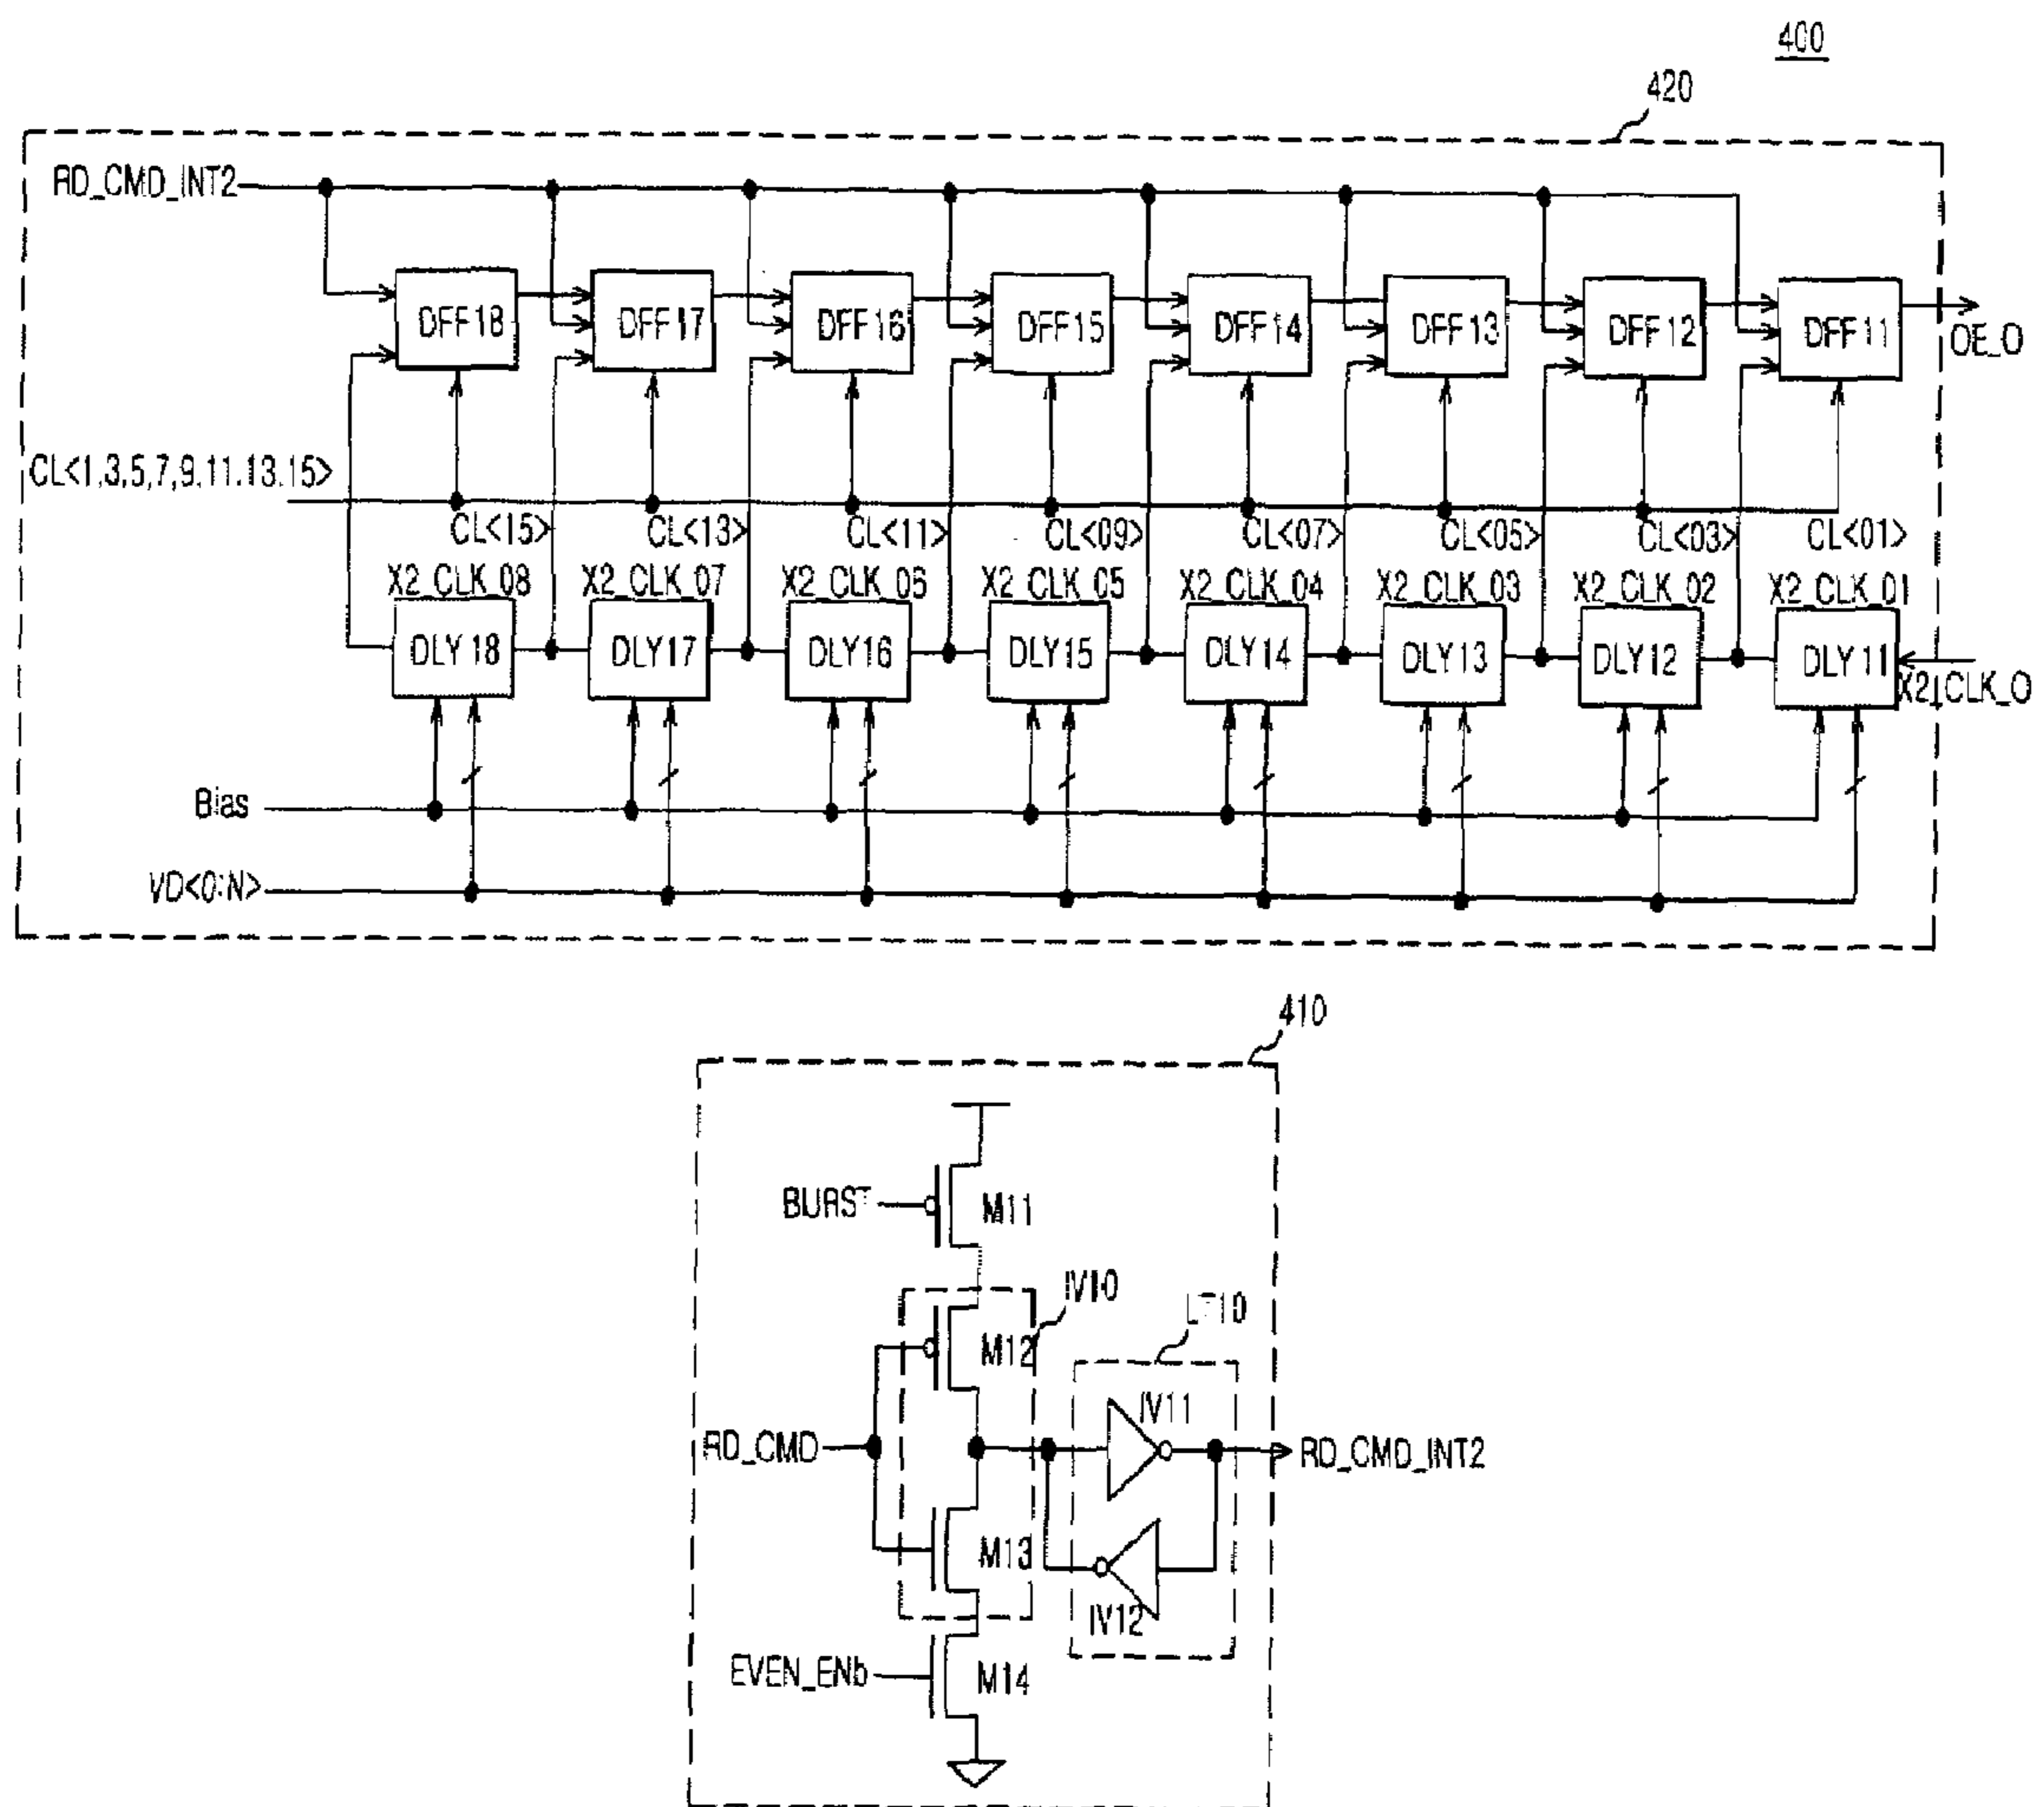 400
420
RD_CMD_INT2
DFF18 DFF17 DFF16 DFF15 DFF14 DFF13 DFF12 DFF11
OE_O
CL<1,3,5,7,9,11.13.15>
CL<15> CL<13> CL<11> CL<09> CL<07> CL<05> CL<03> CL<01>
X2_CLK_08 X2_CLK_07 X2_CLK_06 X2_CLK_05 X2_CLK_04 X2_CLK_03 X2_CLK_02 X2_CLK_01
DLY18 DLY17 DLY16 DLY15 DLY14 DLY13 DLY12 DLY11
X2_CLK_O
Bias
VD<0:N>
410
BURST
M11
IV10
LT10
M12
IV11
RD_CMD
RD_CMD_INT2
M13
IV12
EVEN_ENb
M14